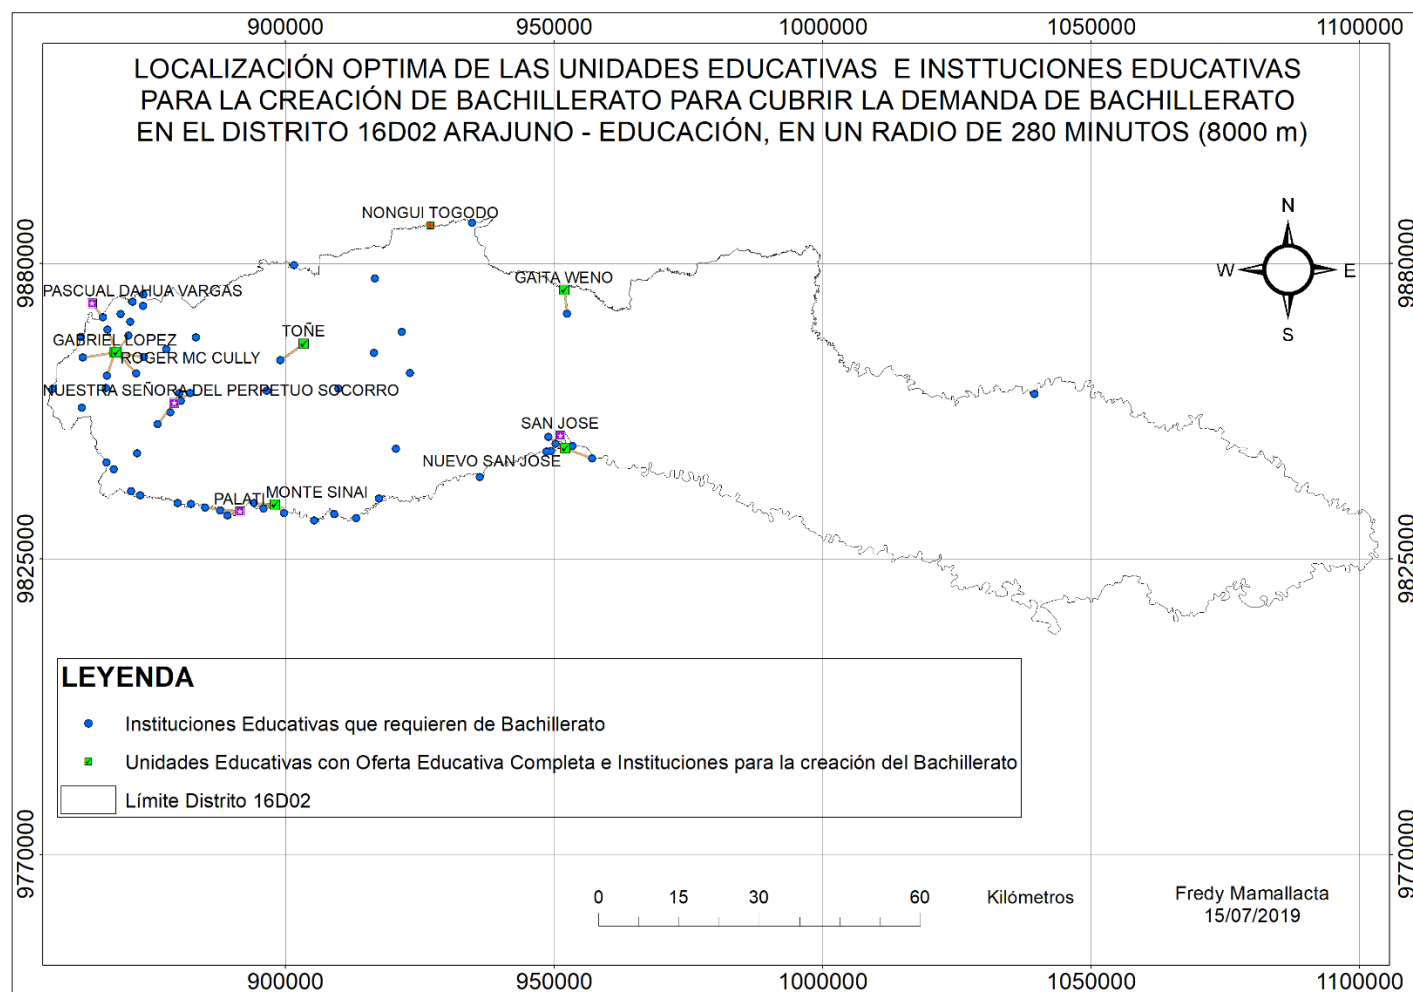 900000 950000 1000000 1050000 1100000
LOCALIZACIÓN OPTIMA DE LAS UNIDADES EDUCATIVAS E INSTTUCIONES EDUCATIVAS
PARA LA CREACIÓN DE BACHILLERATO PARA CUBRIR LA DEMANDA DE BACHILLERATO
EN EL DISTRITO 16D02 ARAJUNO - EDUCACIÓN, EN UN RADIO DE 280 MINUTOS (8000 m)
N
W E
S
NONGUI TOGODO
9880000 9880000
GAITA WENO
PASCUAL DAHUA VARGAS
TOÑE
GABRIEL LOPEZ
ROGER MC CULLY
NUESTRA SEÑORA DEL PERPETUO SOCORRO
SAN JOSE
NUEVO SAN JOSE
PALATI
MONTE SINAI
9825000 9825000
LEYENDA
Instituciones Educativas que requieren de Bachillerato
Unidades Educativas con Oferta Educativa Completa e Instituciones para la creación del Bachillerato
Límite Distrito 16D02
9770000 9770000
0 15 30 60 Kilómetros
Fredy Mamallacta
15/07/2019
900000 950000 1000000 1050000 1100000